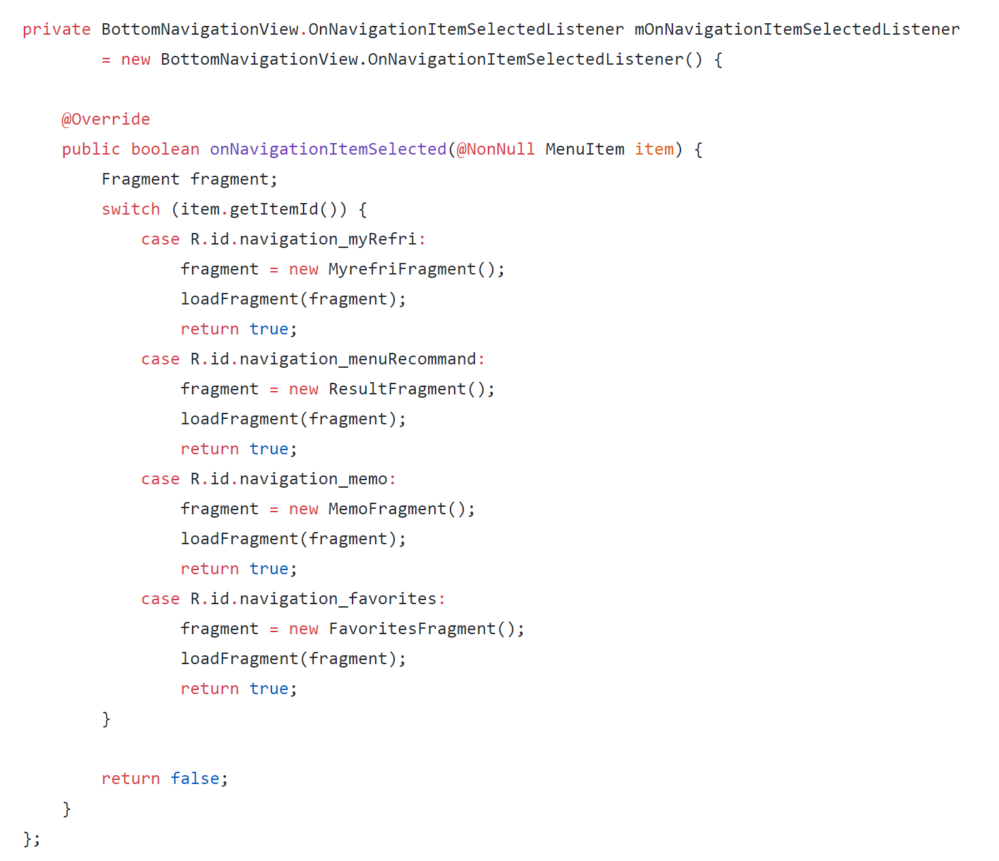 private BottomNavigationView.OnNavigationItemSelectedListener mOnNavigationItemSelectedListener
        = new BottomNavigationView.OnNavigationItemSelectedListener() {

    @Override
    public boolean onNavigationItemSelected(@NonNull MenuItem item) {
        Fragment fragment;
        switch (item.getItemId()) {
            case R.id.navigation_myRefri:
                fragment = new MyrefriFragment();
                loadFragment(fragment);
                return true;
            case R.id.navigation_menuRecommand:
                fragment = new ResultFragment();
                loadFragment(fragment);
                return true;
            case R.id.navigation_memo:
                fragment = new MemoFragment();
                loadFragment(fragment);
                return true;
            case R.id.navigation_favorites:
                fragment = new FavoritesFragment();
                loadFragment(fragment);
                return true;
        }

        return false;
    }
};